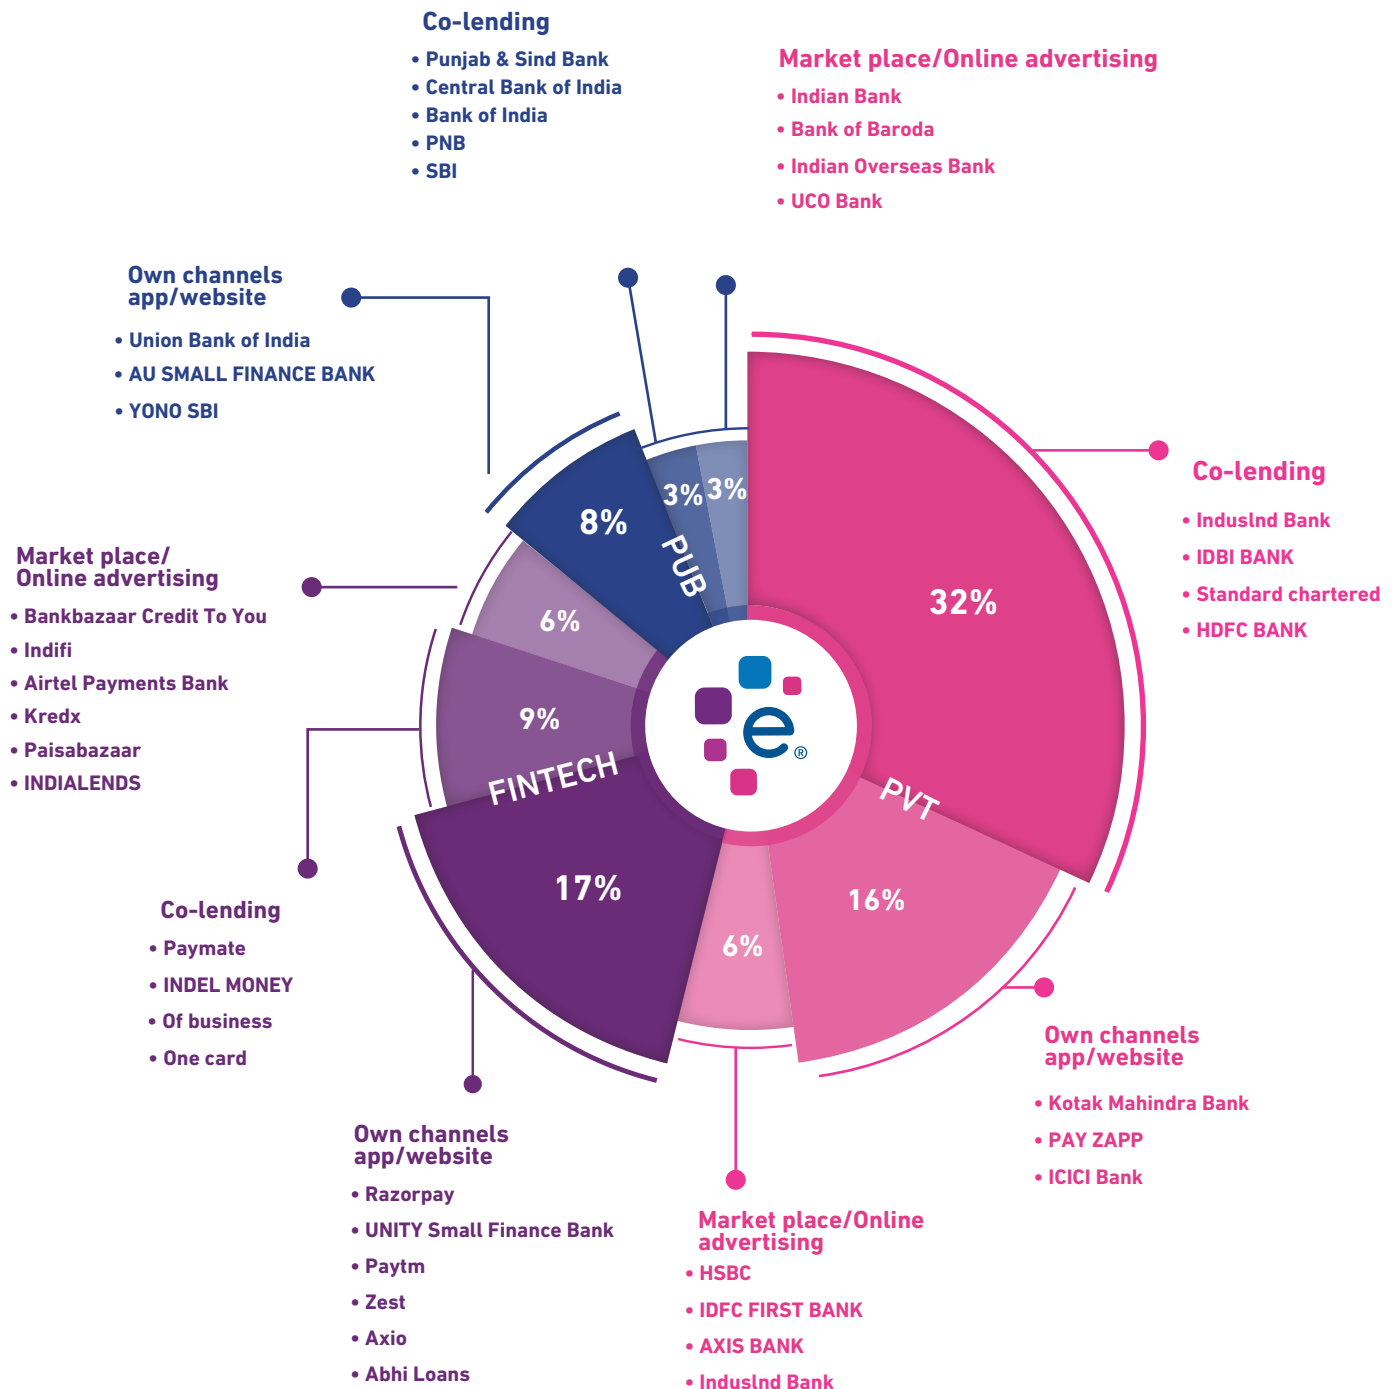 Co-lending
• Punjab & Sind Bank
• Central Bank of India
• Bank of India
• PNB
• SBI
Market place/Online advertising
• Indian Bank
• Bank of Baroda
• Indian Overseas Bank
• UCO Bank
Own channels
app/website
• Union Bank of India
• AU SMALL FINANCE BANK
• YONO SBI
Market place/
Online advertising
• Bankbazaar Credit To You
• Indifi
• Airtel Payments Bank
• Kredx
• Paisabazaar
• INDIALENDS
Co-lending
• Paymate
• INDEL MONEY
• Of business
• One card
Own channels
app/website
• Razorpay
• UNITY Small Finance Bank
• Paytm
• Zest
• Axio
• Abhi Loans
Market place/Online
advertising
• HSBC
• IDFC FIRST BANK
• AXIS BANK
• Induslnd Bank
Own channels
app/website
• Kotak Mahindra Bank
• PAY ZAPP
• ICICI Bank
Co-lending
• Induslnd Bank
• IDBI BANK
• Standard chartered
• HDFC BANK
3%
3%
8%
PUB
6%
9%
FINTECH
17%
6%
16%
PVT
32%
e®